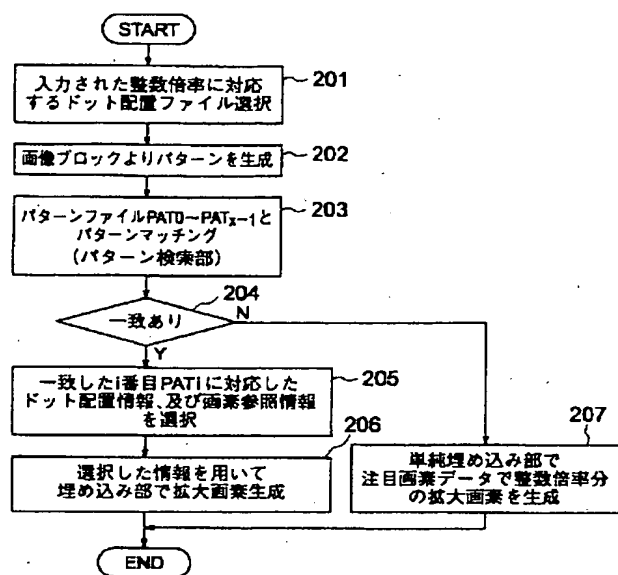 START
入力された整数倍率に対応
するドット配置ファイル選択
201
画像ブロックよりパターンを生成
202
パターンファイルPAT0~PATx-1と
パターンマッチング
(パターン検索部)
203
一致あり
204
N
Y
一致したi番目PATiに対応した
ドット配置情報、及び画素参照情報
を選択
205
選択した情報を用いて
埋め込み部で拡大画素生成
206
単純埋め込み部で
注目画素データで整数倍率分
の拡大画素を生成
207
END